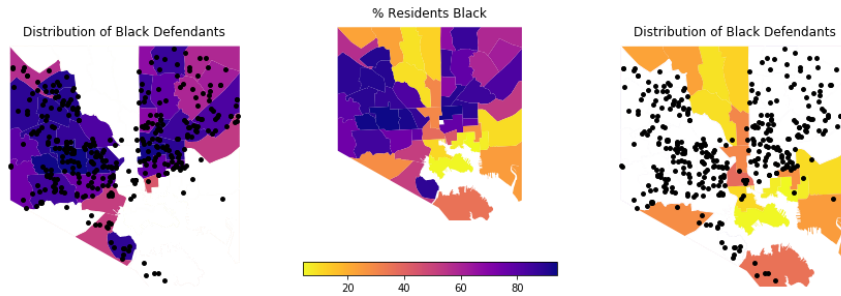 % Residents Black
Distribution of Black Defendants
Distribution of Black Defendants
20 40 60 80